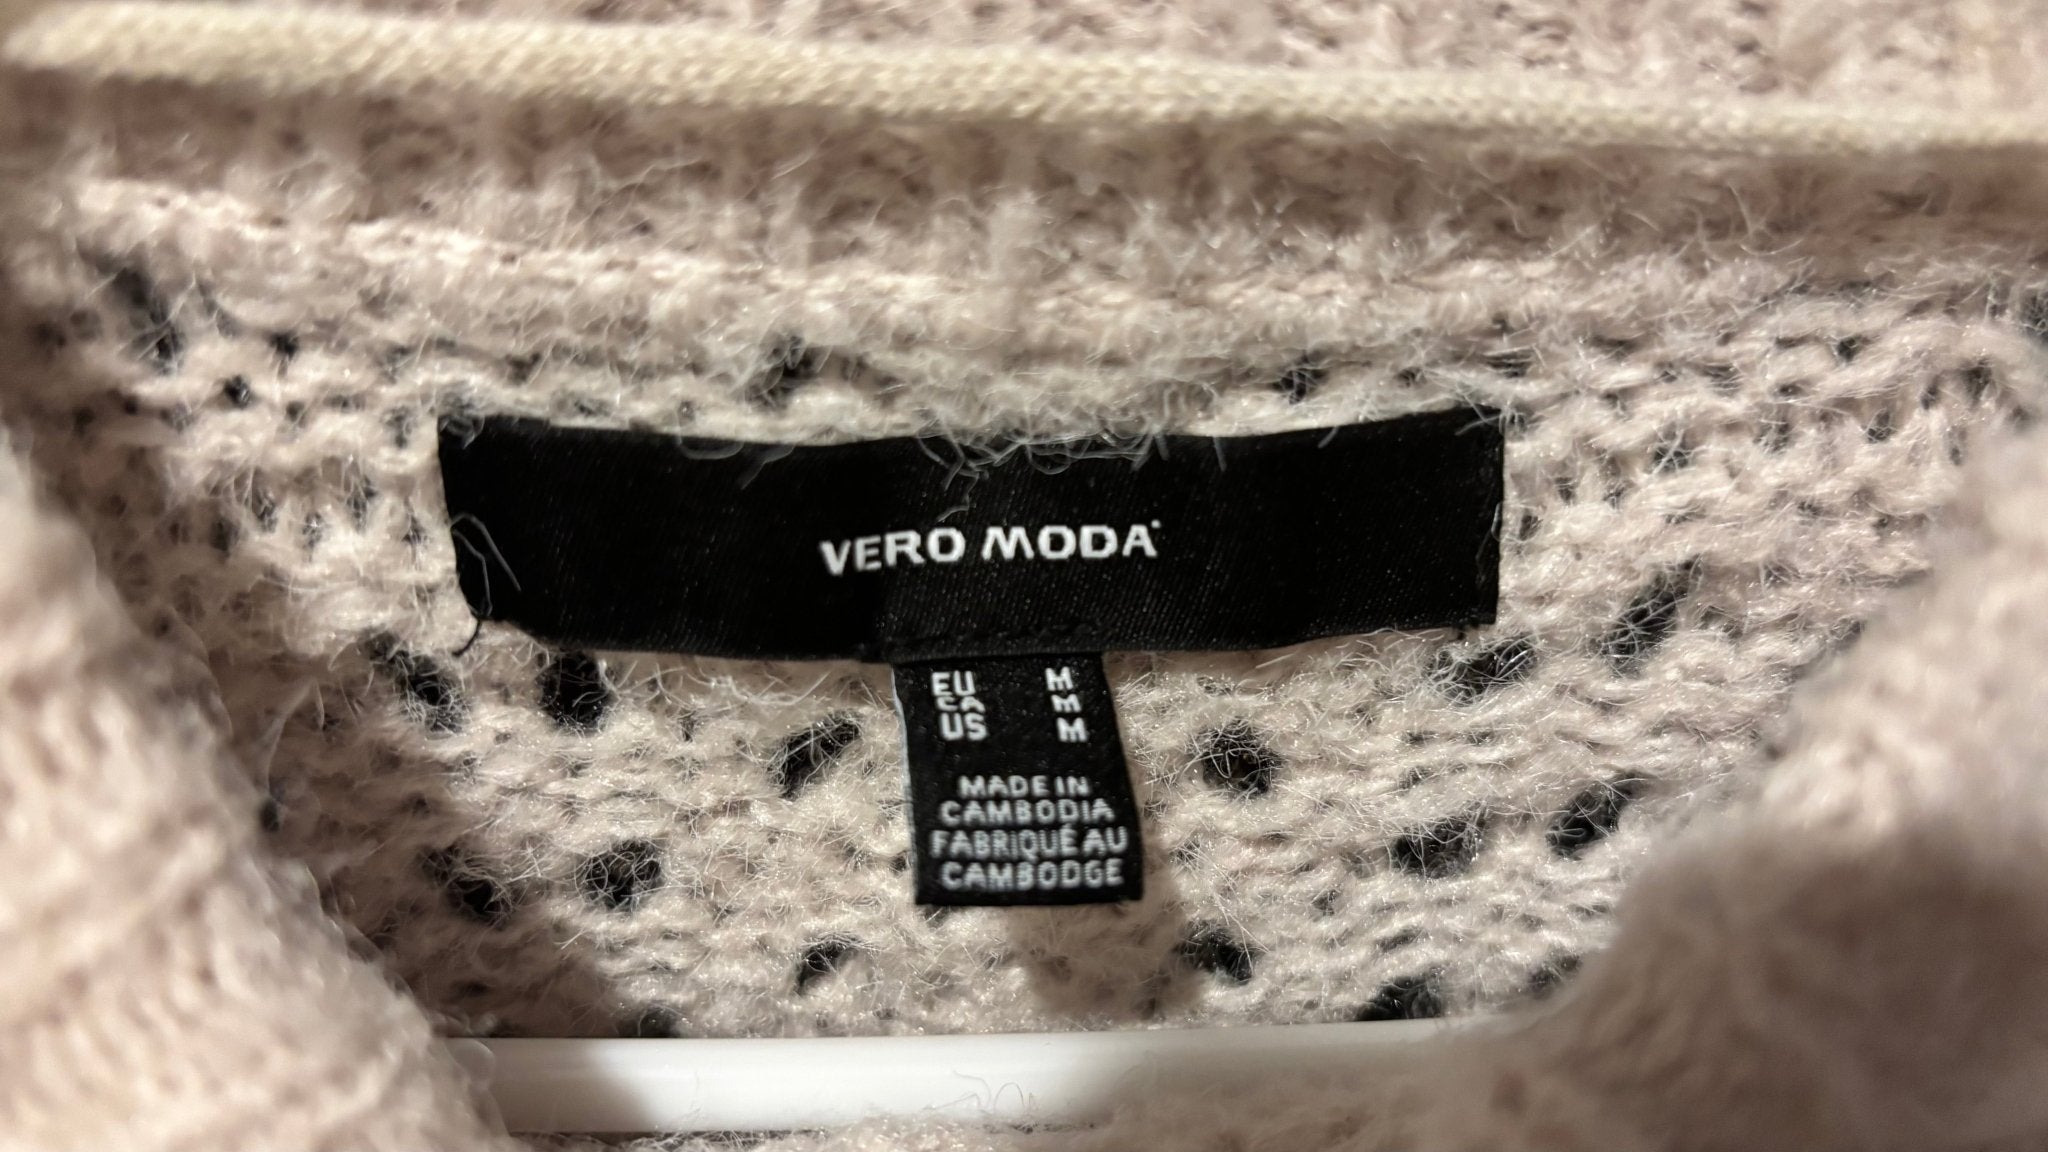 VERO MODA
EU M
CA M
US M
MADE IN
CAMBODIA
FABRIQUÉ AU
CAMBODGE